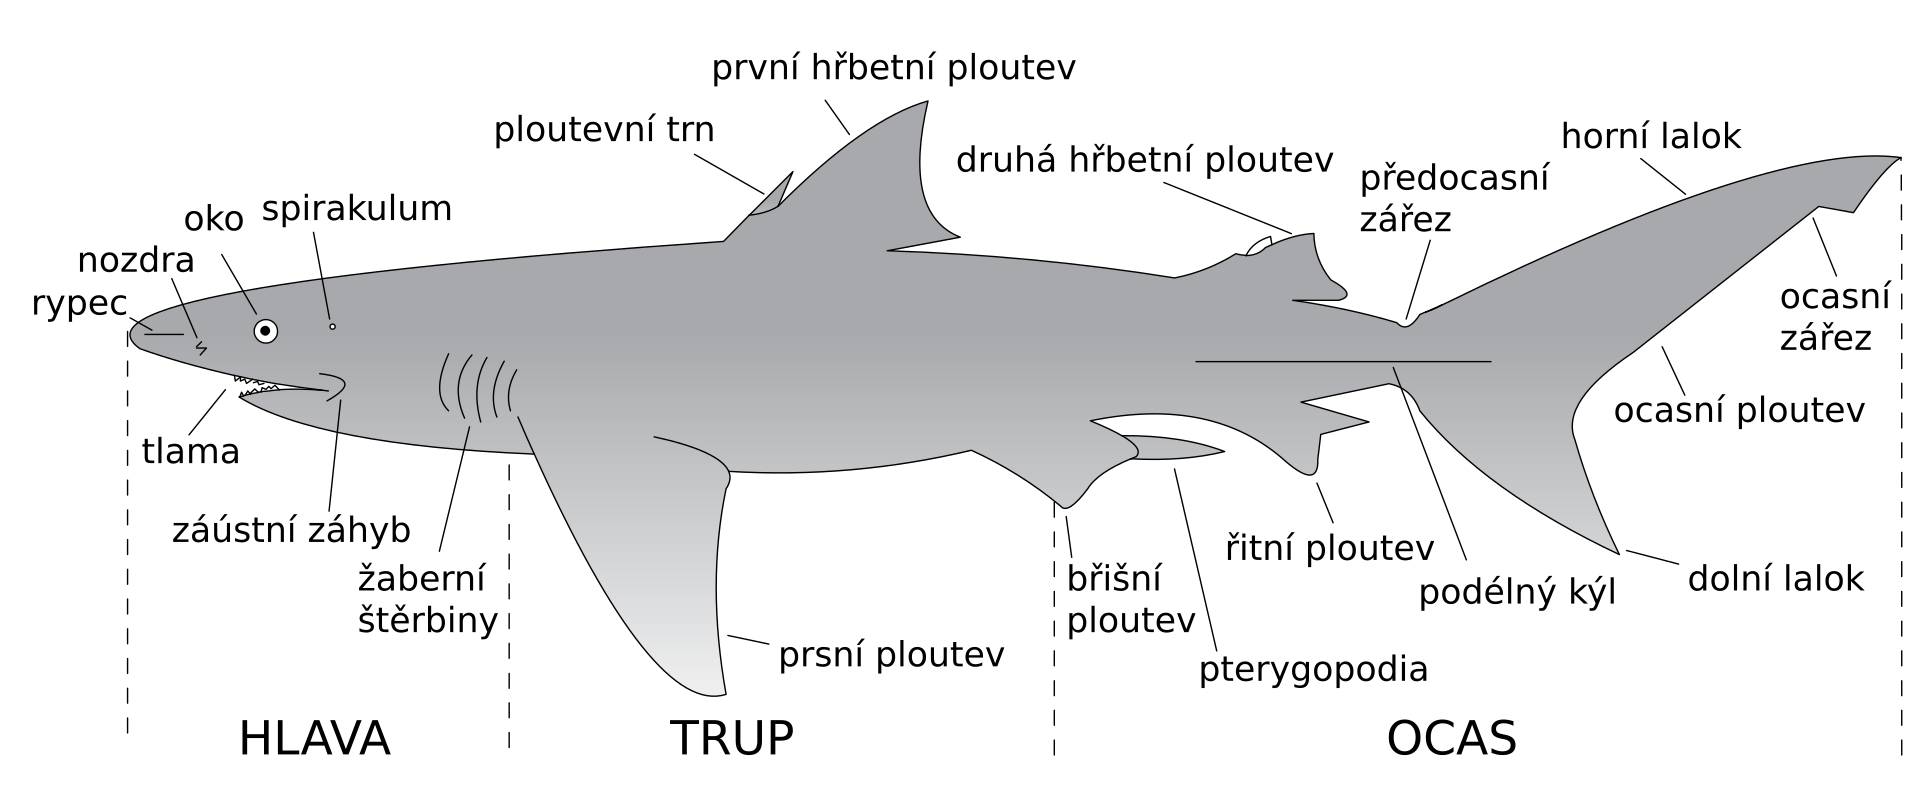 první hřbetní ploutev
ploutevní trn
druhá hřbetní ploutev
horní lalok
předocasní
zářez
oko
spirakulum
nozdra
rypec
ocasní
zářez
ocasní ploutev
tlama
záústní záhyb
žaberní
štěrbiny
prsní ploutev
břišní
ploutev
řitní ploutev
pterygopodia
podélný kýl
dolní lalok
HLAVA
TRUP
OCAS